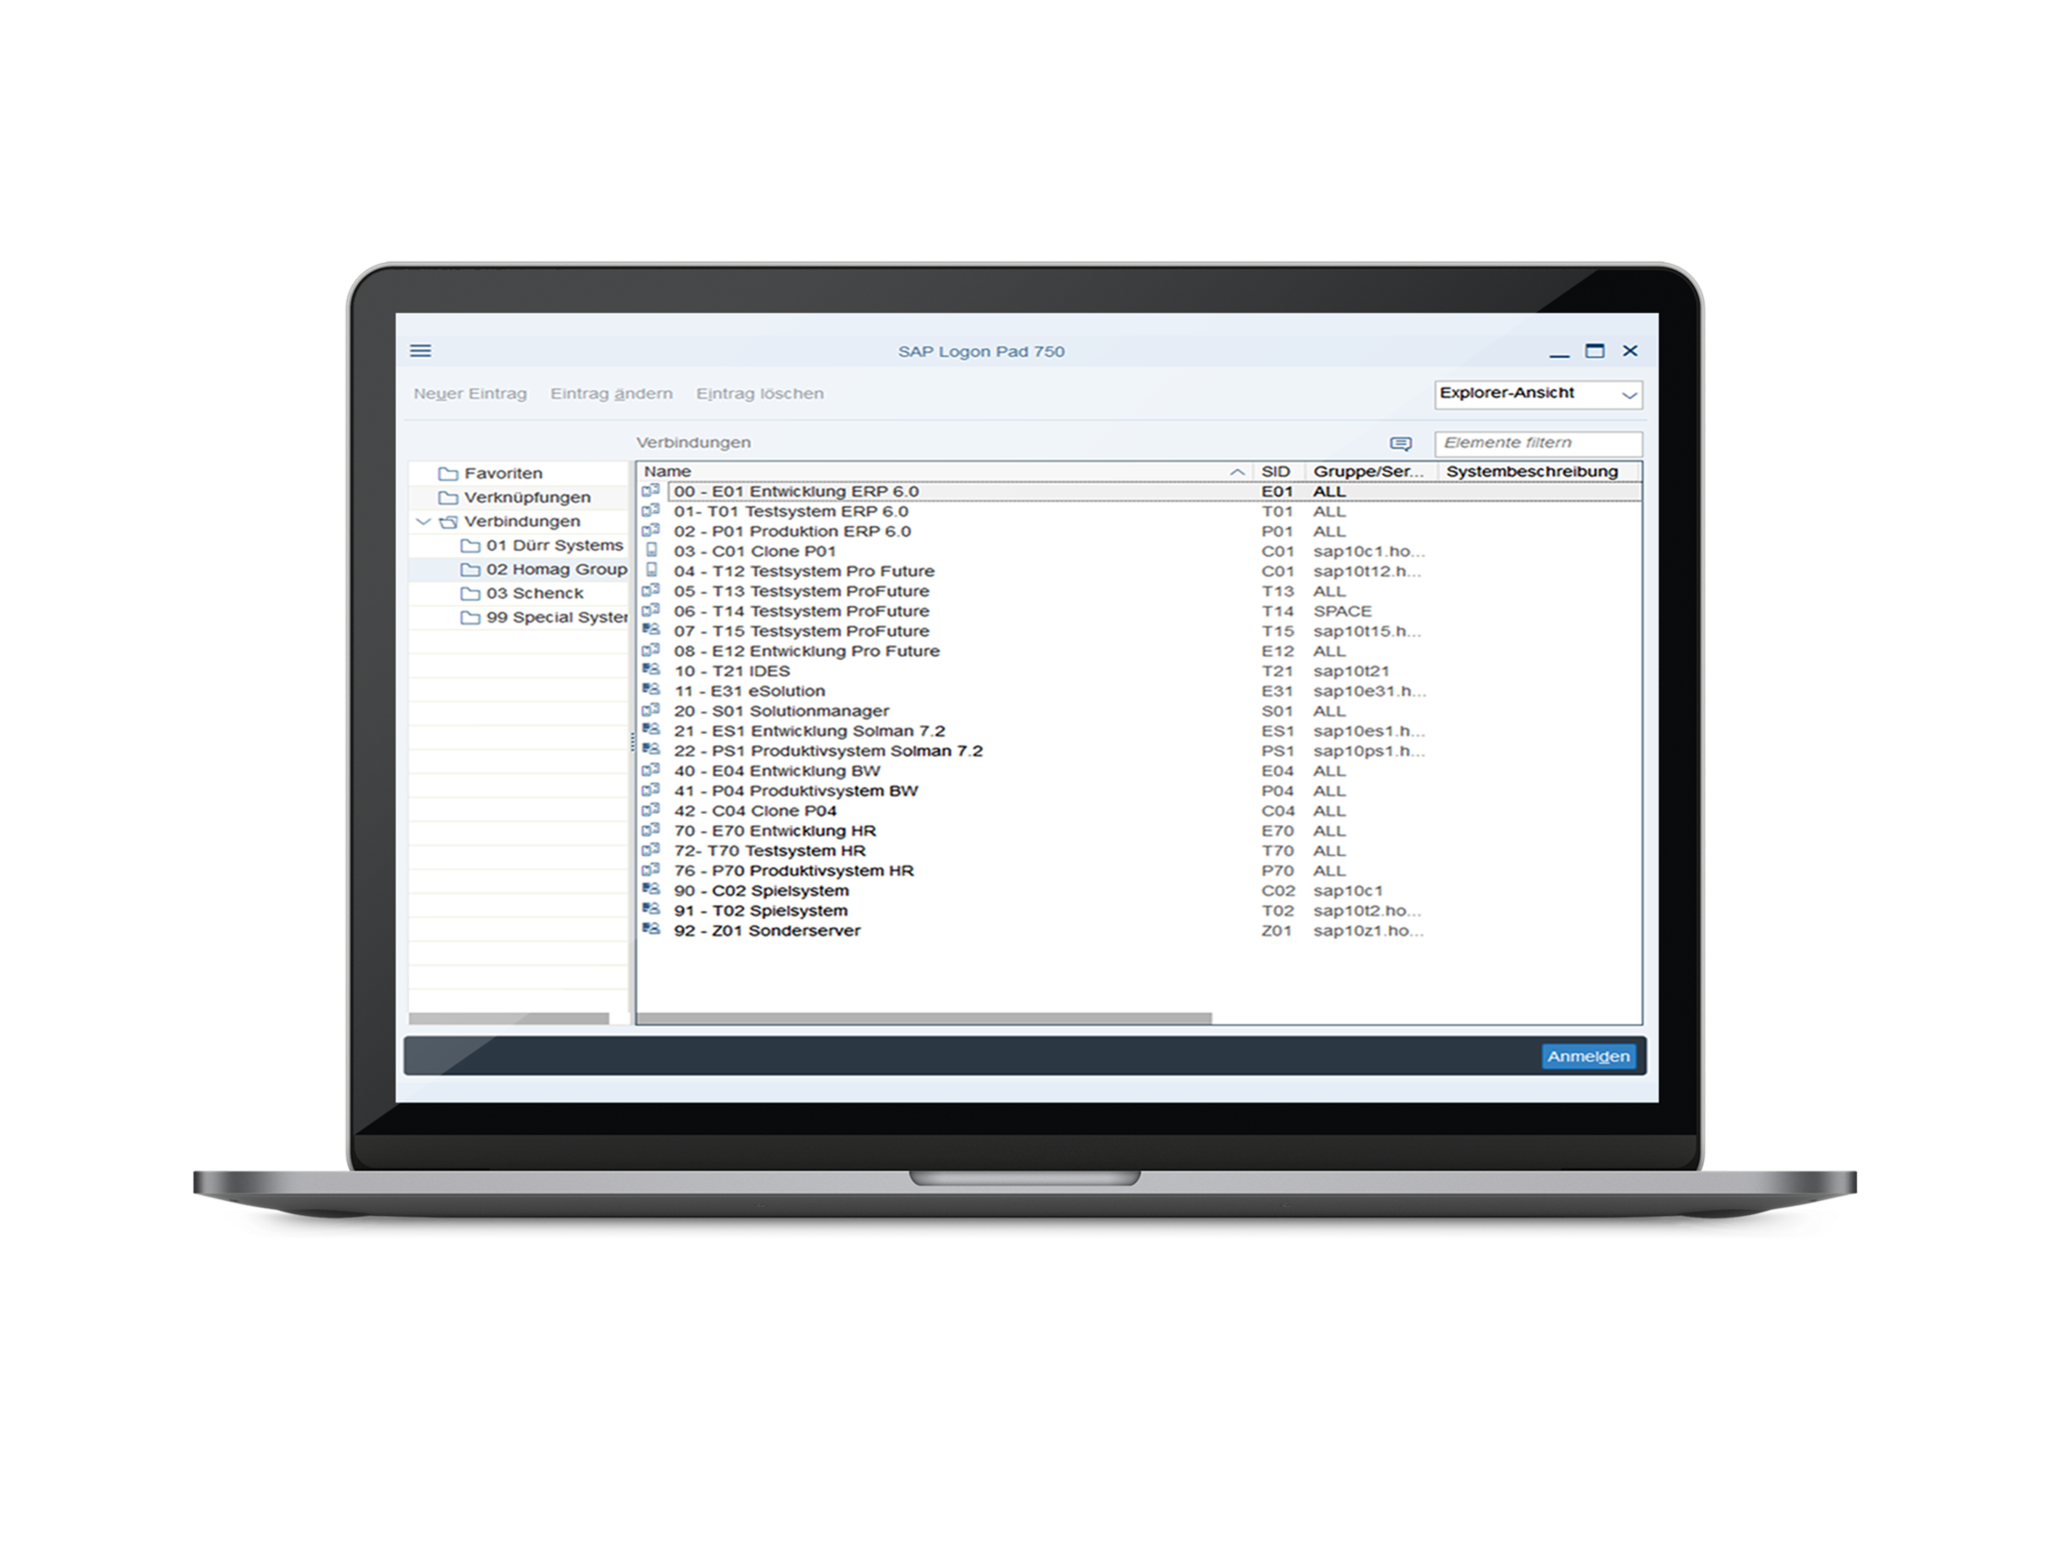 SAP Logon Pad 750
Neuer Eintrag Eintrag ändern Eintrag löschen Explorer-Ansicht
Verbindungen Elemente filtern
Favoriten
Verknüpfungen
Verbindungen
01 Dürr Systems
02 Homag Group
03 Schenck
99 Special Syster
Name SID Gruppe/Ser... Systembeschreibung
00 - E01 Entwicklung ERP 6.0 E01 ALL
01- T01 Testsystem ERP 6.0 T01 ALL
02 - P01 Produktion ERP 6.0 P01 ALL
03 - C01 Clone P01 C01 sap10c1.ho...
04 - T12 Testsystem Pro Future C01 sap10t12.h...
05 - T13 Testsystem ProFuture T13 ALL
06 - T14 Testsystem ProFuture T14 SPACE
07 - T15 Testsystem ProFuture T15 sap10t15.h...
08 - E12 Entwicklung Pro Future E12 ALL
10 - T21 IDES T21 sap10t21
11 - E31 eSolution E31 sap10e31.h...
20 - S01 Solutionmanager S01 ALL
21 - ES1 Entwicklung Solman 7.2 ES1 sap10es1.h...
22 - PS1 Produktivsystem Solman 7.2 PS1 sap10ps1.h...
40 - E04 Entwicklung BW E04 ALL
41 - P04 Produktivsystem BW P04 ALL
42 - C04 Clone P04 C04 ALL
70 - E70 Entwicklung HR E70 ALL
72- T70 Testsystem HR T70 ALL
76 - P70 Produktivsystem HR P70 ALL
90 - C02 Spielsystem C02 sap10c1
91 - T02 Spielsystem T02 sap10t2.ho...
92 - Z01 Sonderserver Z01 sap10z1.ho...
Anmelden